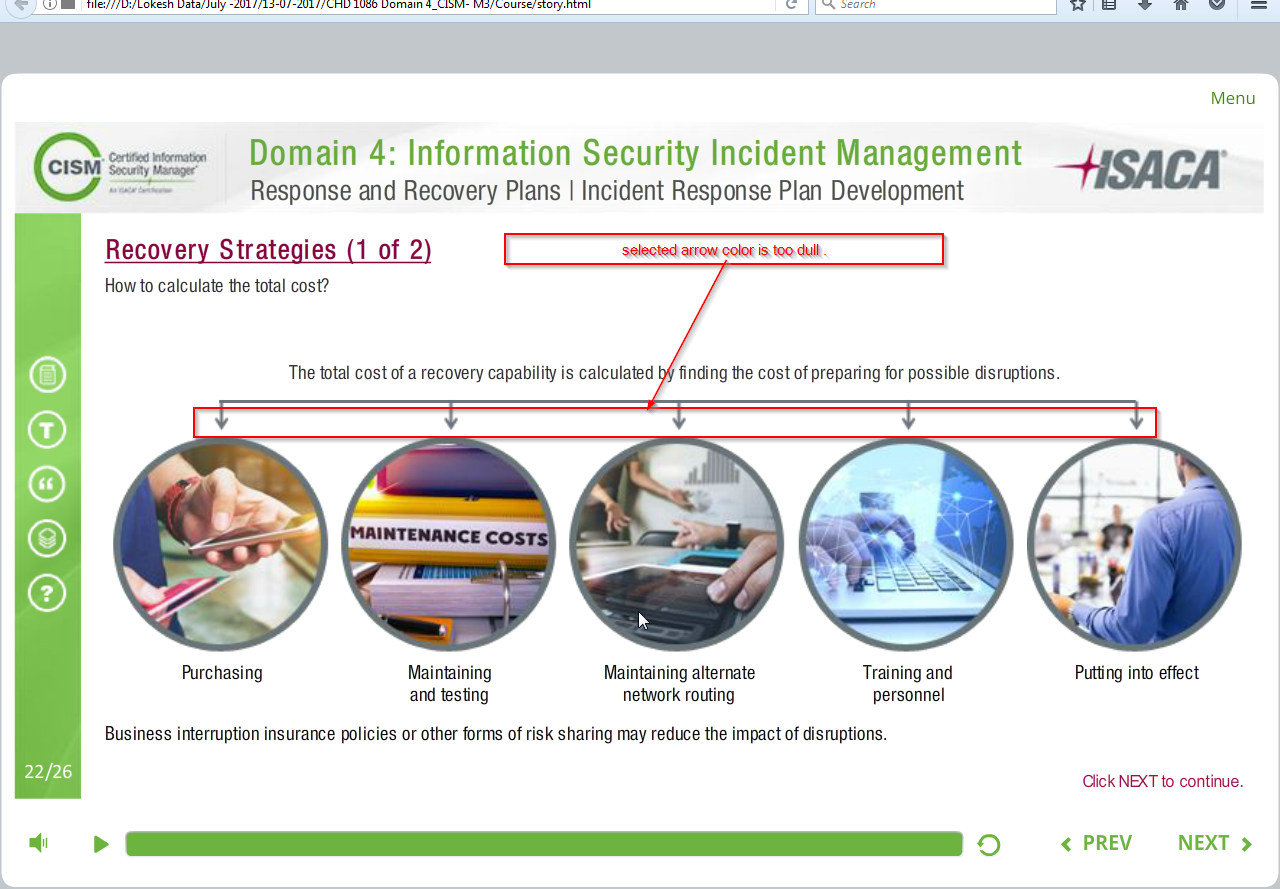 file:///D:/Lokesh Data/July -2017/13-07-2017/CHD 1086 Domain 4_CISM- M3/Course/story.html
Search
Menu
CISM
Certified Information
Security Manager®
An ISACA® Certification
Domain 4: Information Security Incident Management
Response and Recovery Plans | Incident Response Plan Development
ISACA®
Recovery Strategies (1 of 2)
selected arrow color is too dull .
How to calculate the total cost?
The total cost of a recovery capability is calculated by finding the cost of preparing for possible disruptions.
T
“
?
MAINTENANCE COSTS
Purchasing
Maintaining
and testing
Maintaining alternate
network routing
Training and
personnel
Putting into effect
Business interruption insurance policies or other forms of risk sharing may reduce the impact of disruptions.
22/26
Click NEXT to continue.
PREV
NEXT